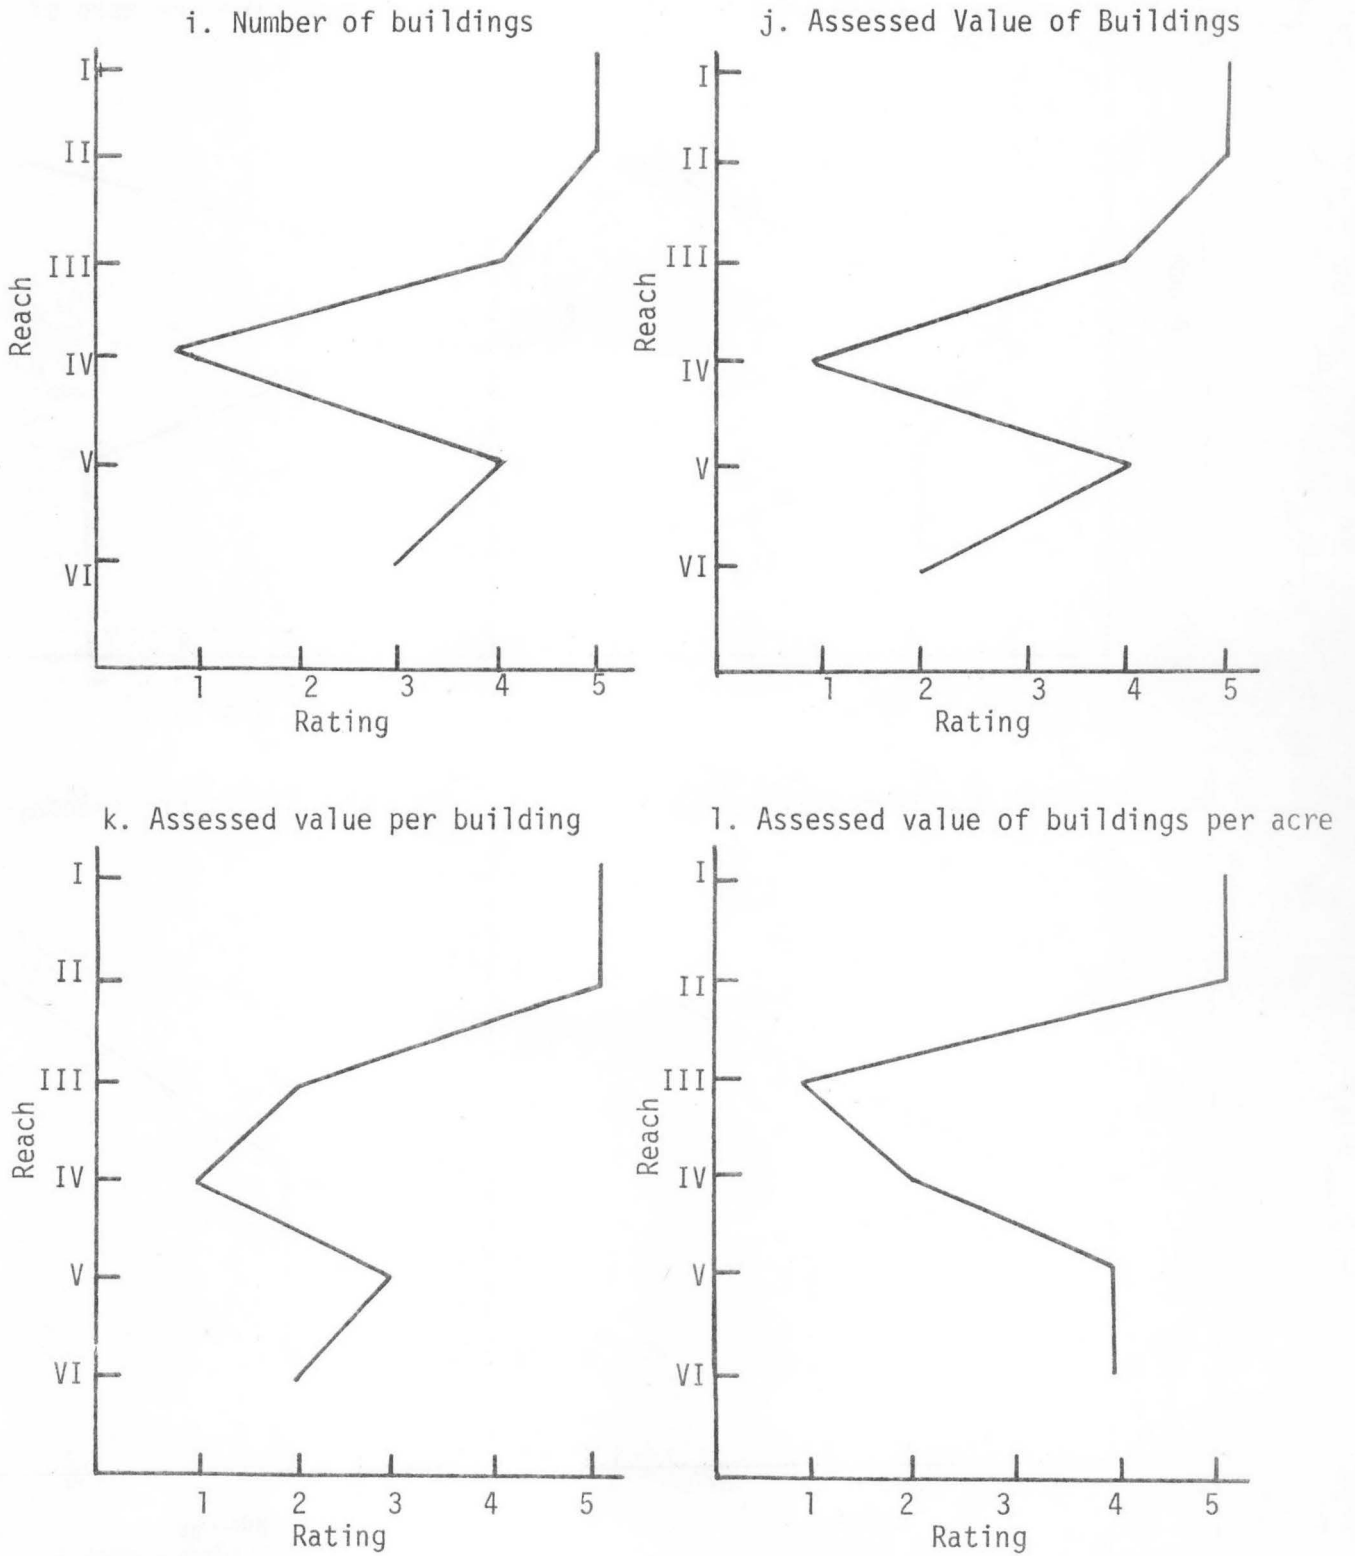 i. Number of buildings
I
II
III
IV
V
VI
Reach
1 2 3 4 5
Rating
j. Assessed Value of Buildings
I
II
III
IV
V
VI
Reach
1 2 3 4 5
Rating
k. Assessed value per building
I
II
III
IV
V
VI
Reach
1 2 3 4 5
Rating
l. Assessed value of buildings per acre
I
II
III
IV
V
VI
Reach
1 2 3 4 5
Rating